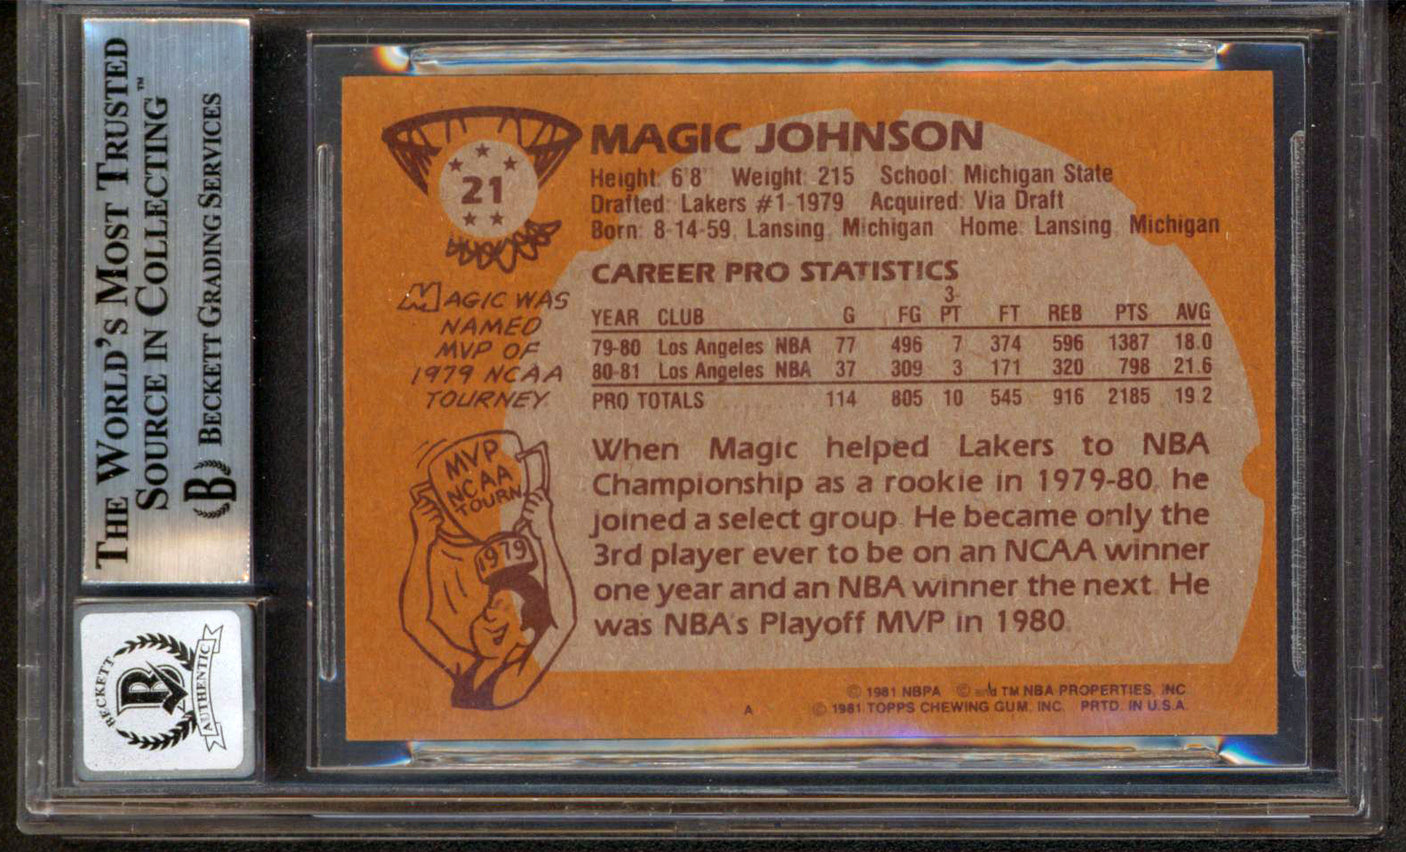 THE WORLD'S MOST TRUSTED
SOURCE IN COLLECTING™
B BECKETT GRADING SERVICES
BECKETT
B
AUTHENTIC
21
MAGIC JOHNSON
Height: 6'8" Weight: 215 School: Michigan State
Drafted: Lakers #1-1979 Acquired: Via Draft
Born: 8-14-59, Lansing, Michigan Home: Lansing, Michigan
CAREER PRO STATISTICS
YEAR CLUB G FG 3-PT FT REB PTS AVG
79-80 Los Angeles NBA 77 496 7 374 596 1387 18.0
80-81 Los Angeles NBA 37 309 3 171 320 798 21.6
PRO TOTALS 114 805 10 545 916 2185 19.2
MAGIC WAS
NAMED
MVP OF
1979 NCAA
TOURNEY
MVP
NCAA
TOURN
1979
When Magic helped Lakers to NBA
Championship as a rookie in 1979-80, he
joined a select group. He became only the
3rd player ever to be on an NCAA winner
one year and an NBA winner the next. He
was NBA's Playoff MVP in 1980.
© 1981 NBPA © TM NBA PROPERTIES, INC.
A © 1981 TOPPS CHEWING GUM, INC. PRTD. IN U.S.A.